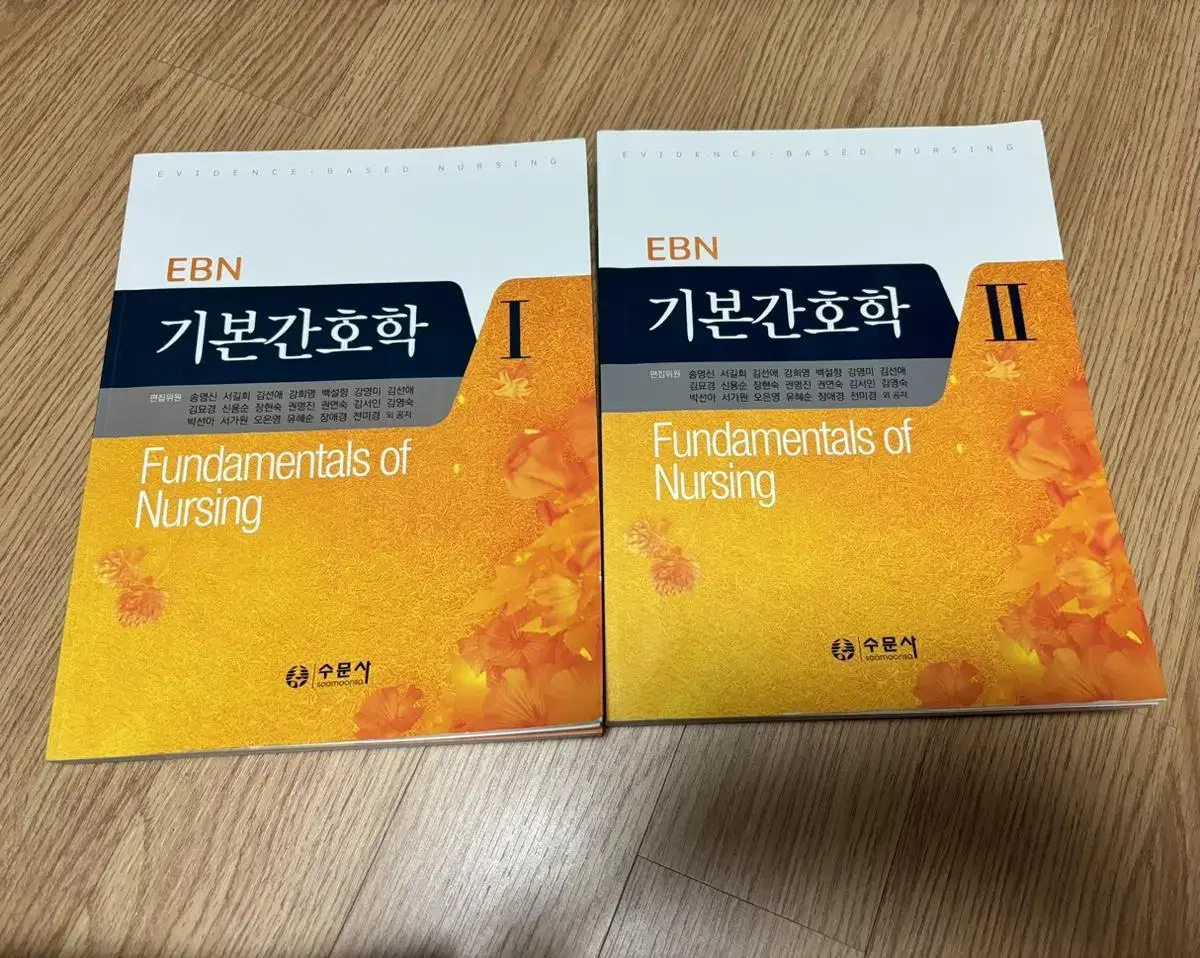 EVIDENCE-BASED NURSING
EBN
기본간호학
I
편집위원 송영신 서길희 김선애 강희영 백설향 강영미 김선애
김묘경 신용순 장현숙 권명진 권연숙 김서인 김영숙
박선아 서가원 오은영 유혜순 장애경 전미경 외 공저
Fundamentals of
Nursing
수문사
soomoonsa
EVIDENCE-BASED NURSING
EBN
기본간호학
II
편집위원 송영신 서길희 김선애 강희영 백설향 강영미 김선애
김묘경 신용순 장현숙 권명진 권연숙 김서인 김영숙
박선아 서가원 오은영 유혜순 장애경 전미경 외 공저
Fundamentals of
Nursing
수문사
soomoonsa